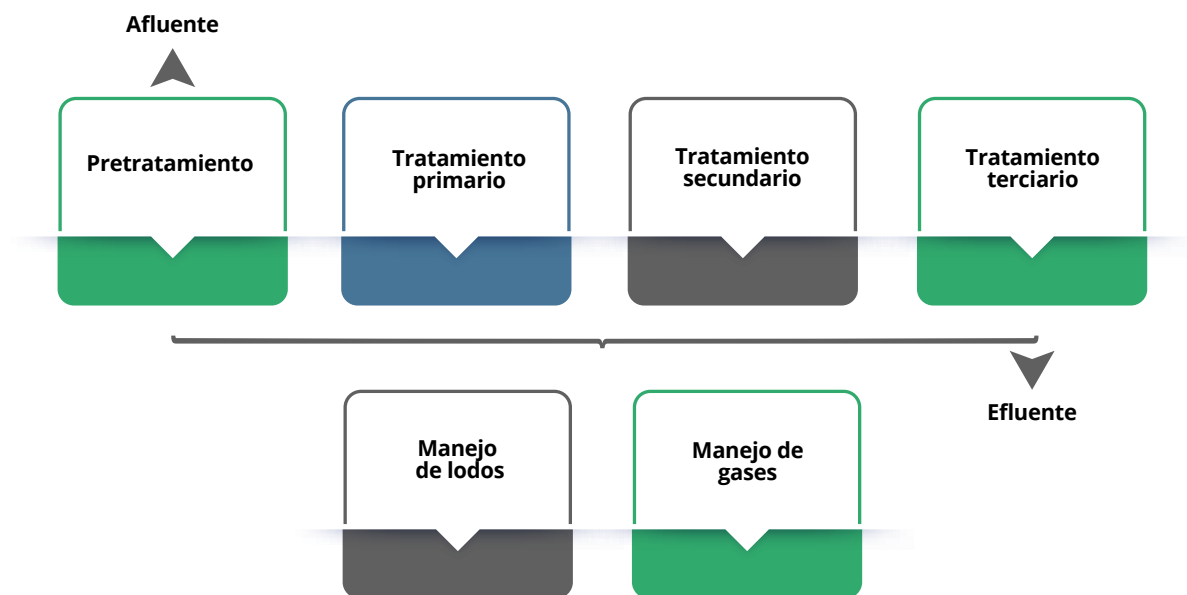 Afluente
Pretratamiento
Tratamiento
primario
Tratamiento
secundario
Tratamiento
terciario
Efluente
Manejo
de lodos
Manejo de
gases